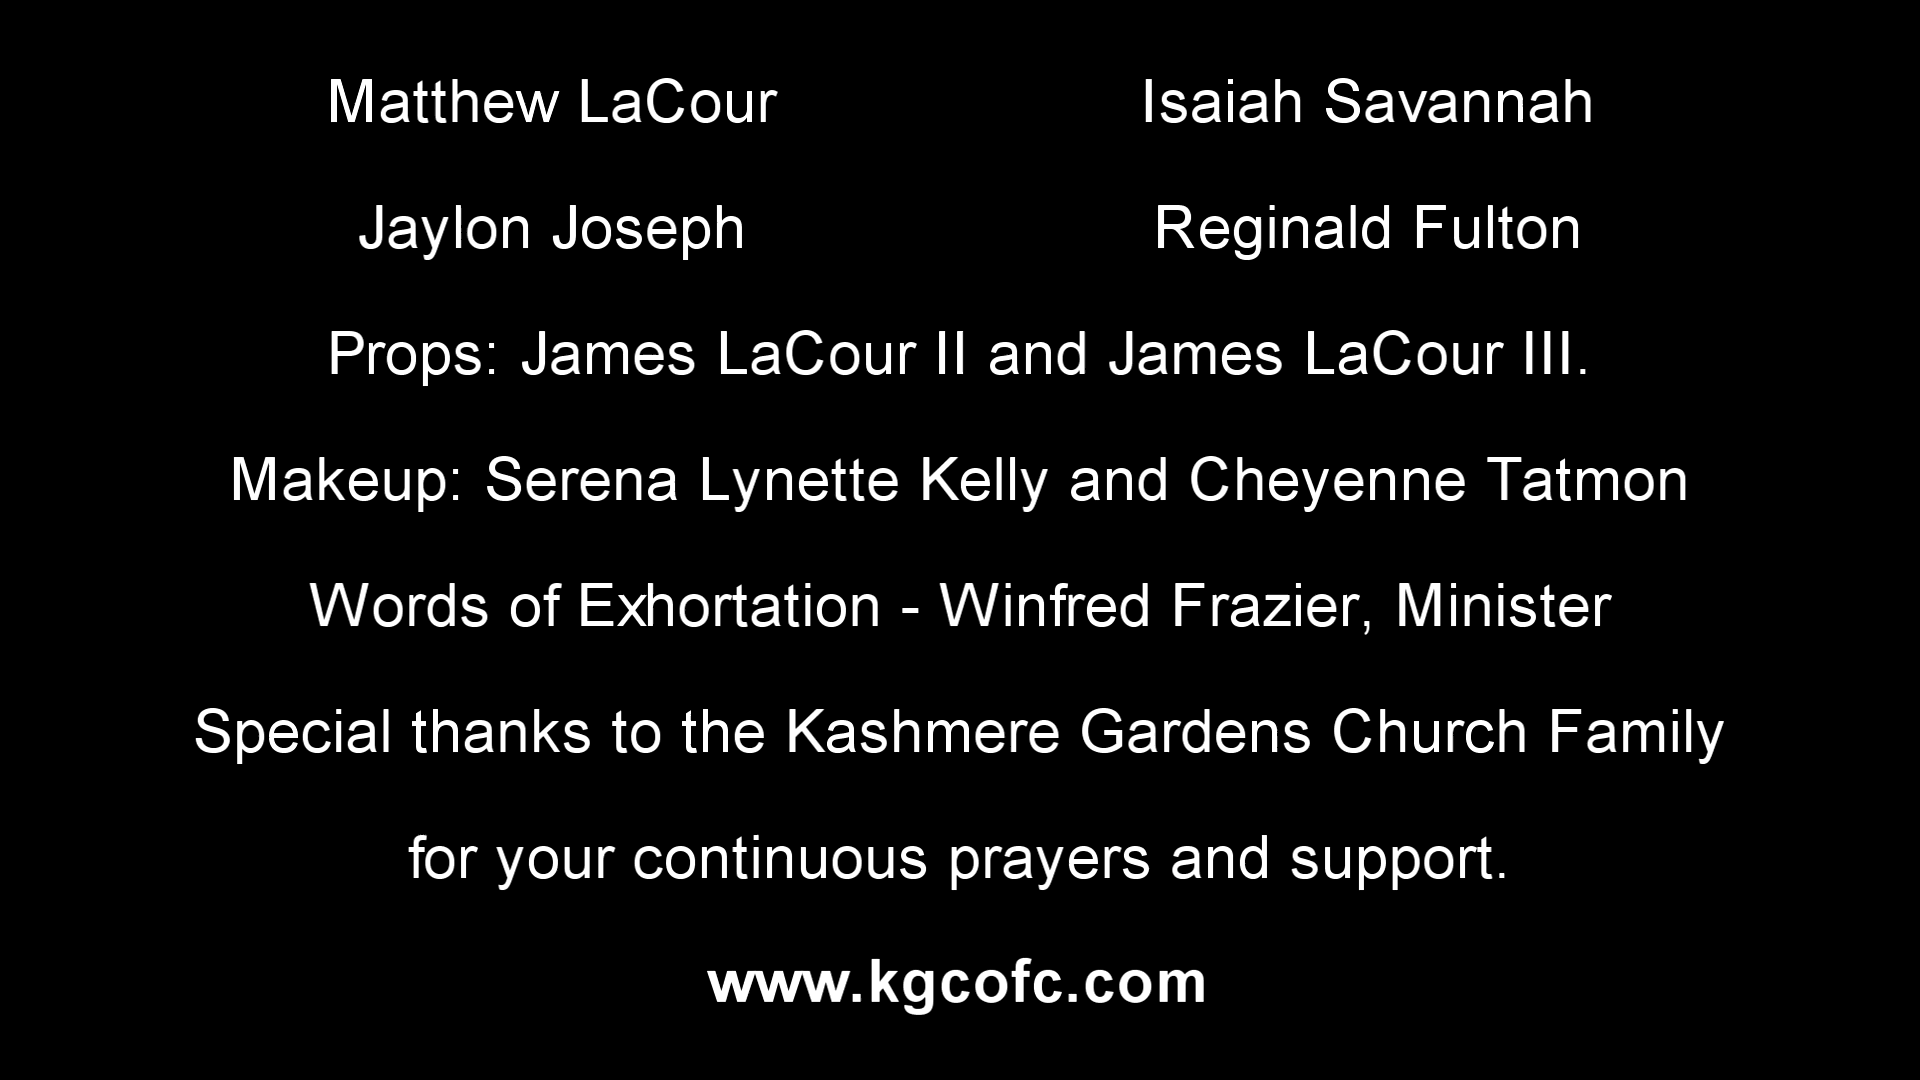 Matthew LaCour Isaiah Savannah
Jaylon Joseph Reginald Fulton
Props: James LaCour II and James LaCour III.
Makeup: Serena Lynette Kelly and Cheyenne Tatmon
Words of Exhortation - Winfred Frazier, Minister
Special thanks to the Kashmere Gardens Church Family
for your continuous prayers and support.
www.kgcofc.com